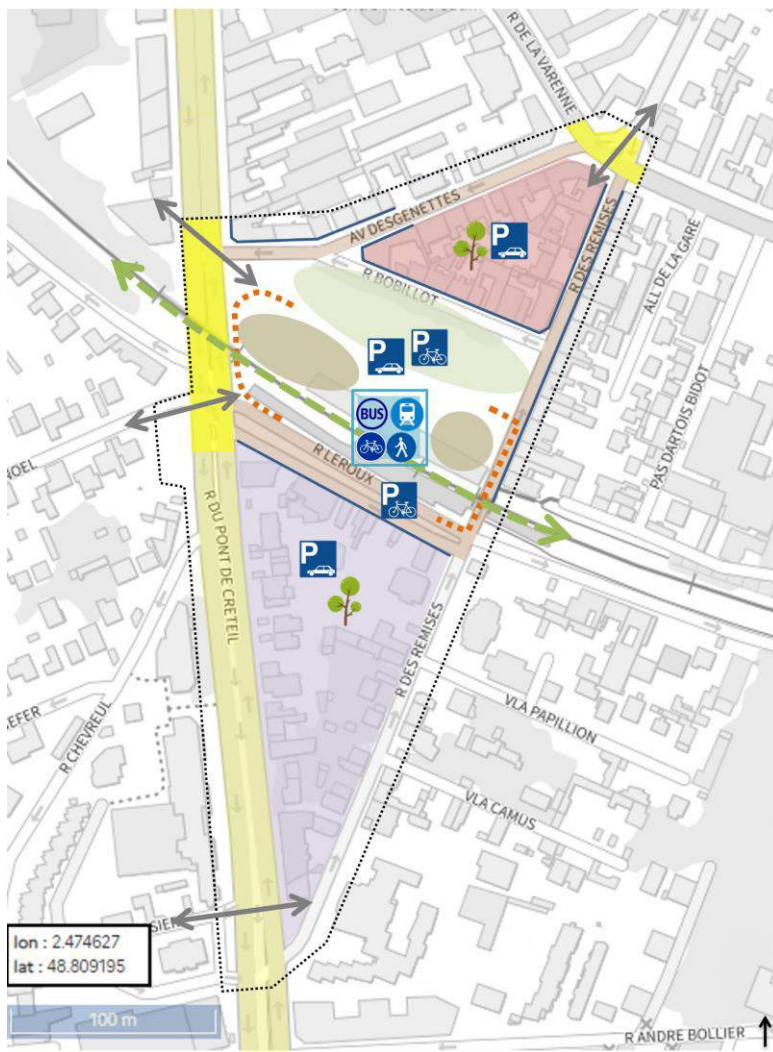 R DE LA VARENNE
AV DESGENETTES
P
R DES REMISES
ALL DE LA GARE
R BOBILLOT
P
P
BUS
PAS DARTOIS BIDOT
NOEL
R LEROUX
P
P
R DU PONT DE CRETEIL
R DES REMISES
R CHEVREUL
EFER
VLA PAPILLION
VLA CAMUS
SIER
lon : 2.474627
lat : 48.809195
100 m
R ANDRE BOLLIER